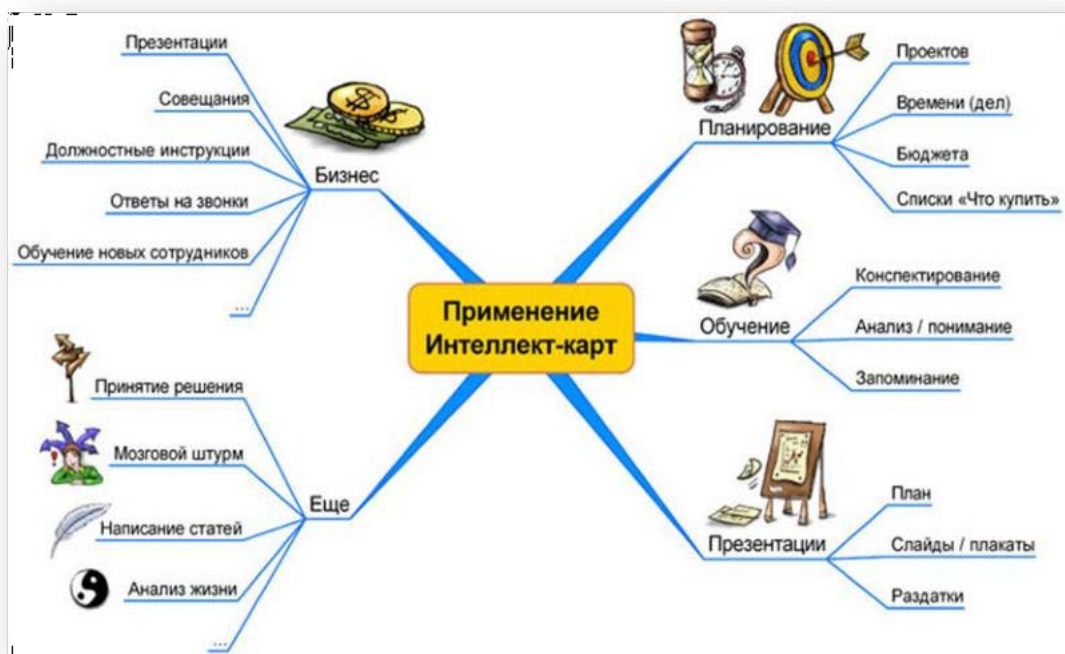 Применение
Интеллект-карт
Планирование
Проектов
Времени (дел)
Бюджета
Списки «Что купить»
Обучение
Конспектирование
Анализ / понимание
Запоминание
Презентации
План
Слайды / плакаты
Раздатки
Бизнес
Презентации
Совещания
Должностные инструкции
Ответы на звонки
Обучение новых сотрудников
...
Еще
Принятие решения
Мозговой штурм
Написание статей
Анализ жизни
...